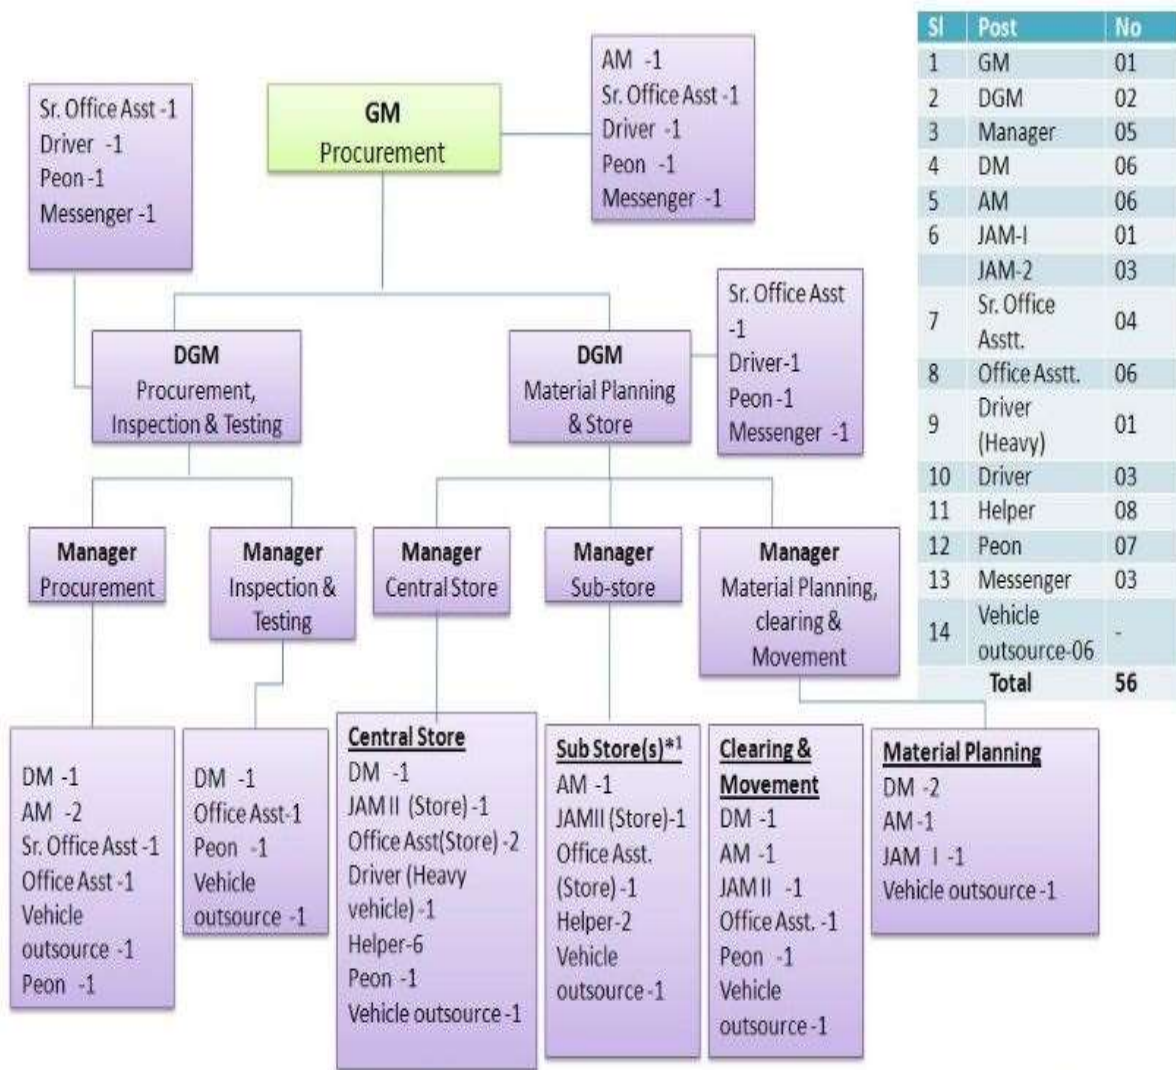 Sr. Office Asst -1
Driver -1
Peon -1
Messenger -1
GM
Procurement
AM -1
Sr. Office Asst -1
Driver -1
Peon -1
Messenger -1
DGM
Procurement,
Inspection & Testing
DGM
Material Planning
& Store
Sr. Office Asst
-1
Driver-1
Peon -1
Messenger -1
Manager
Procurement
Manager
Inspection &
Testing
Manager
Central Store
Manager
Sub-store
Manager
Material Planning,
clearing &
Movement
DM -1
AM -2
Sr. Office Asst -1
Office Asst -1
Vehicle
outsource -1
Peon -1
DM -1
Office Asst-1
Peon -1
Vehicle
outsource -1
Central Store
DM -1
JAM II (Store) -1
Office Asst(Store) -2
Driver (Heavy
vehicle) -1
Helper-6
Peon -1
Vehicle outsource -1
Sub Store(s)*1
AM -1
JAMII (Store)-1
Office Asst.
(Store) -1
Helper-2
Vehicle
outsource -1
Clearing &
Movement
DM -1
AM -1
JAM II -1
Office Asst. -1
Peon -1
Vehicle
outsource -1
Material Planning
DM -2
AM -1
JAM I -1
Vehicle outsource -1
Sl Post No
1 GM 01
2 DGM 02
3 Manager 05
4 DM 06
5 AM 06
6 JAM-I 01
JAM-2 03
7 Sr. Office Asstt. 04
8 Office Asstt. 06
9 Driver (Heavy) 01
10 Driver 03
11 Helper 08
12 Peon 07
13 Messenger 03
14 Vehicle outsource-06 -
Total 56